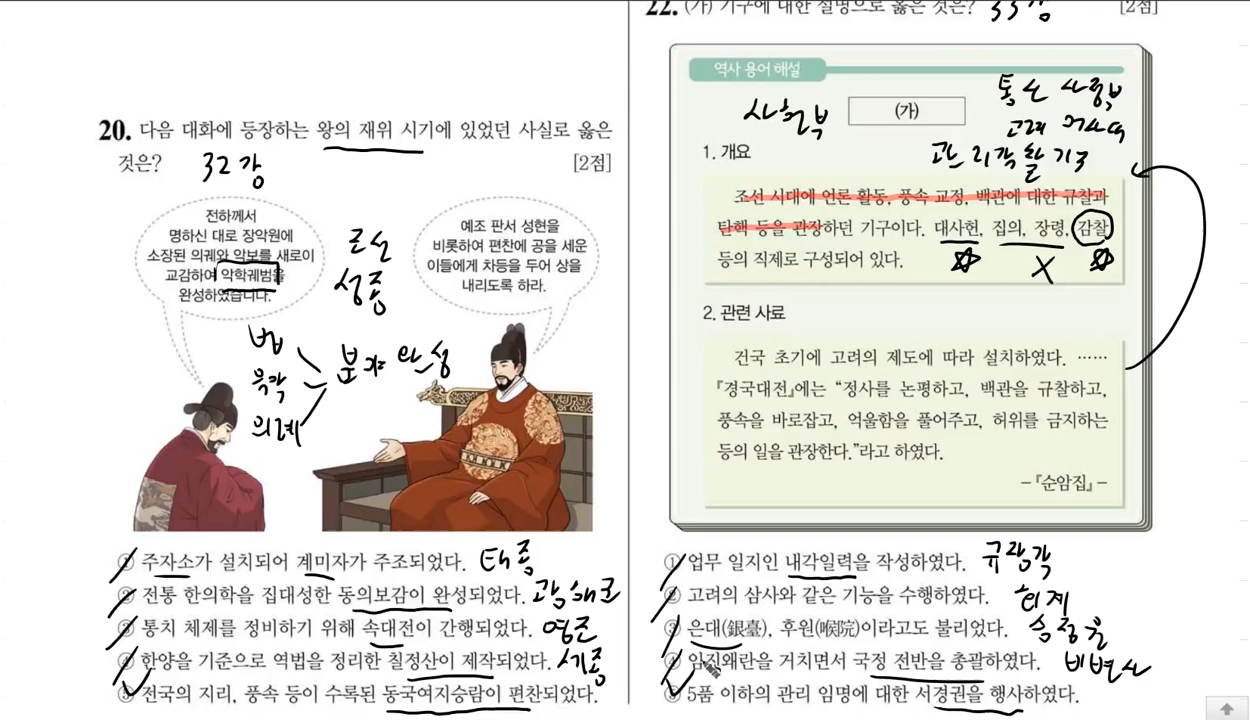 20. 다음 대화에 등장하는 왕의 재위 시기에 있었던 사실로 옳은
것은? [2점]
32강
전하께서
명하신 대로 장악원에
소장된 의궤와 악보를 새로이
교감하여 악학궤범을
완성하였습니다.
예조 판서 성현을
비롯하여 편찬에 공을 세운
이들에게 차등을 두어 상을
내리도록 하라.
조선
성종
법
음악
의례
분야 완성
① 주자소가 설치되어 계미자가 주조되었다. 태종
② 전통 한의학을 집대성한 동의보감이 완성되었다. 광해군
③ 통치 체제를 정비하기 위해 속대전이 간행되었다. 영조
④ 한양을 기준으로 역법을 정리한 칠정산이 제작되었다. 세종
⑤ 전국의 지리, 풍속 등이 수록된 동국여지승람이 편찬되었다.
22. (가) 기구에 대한 설명으로 옳은 것은? 33강 [2점]
역사 용어 해설
사헌부
(가)
통신 사헌부
고려 어사대
관리 감찰 기구
1. 개요
조선 시대에 언론 활동, 풍속 교정, 백관에 대한 규찰과
탄핵 등을 관장하던 기구이다. 대사헌, 집의, 장령, 감찰
등의 직제로 구성되어 있다.
X
2. 관련 사료
건국 초기에 고려의 제도에 따라 설치하였다. ……
『경국대전』에는 “정사를 논평하고, 백관을 규찰하고,
풍속을 바로잡고, 억울함을 풀어주고, 허위를 금지하는
등의 일을 관장한다.”라고 하였다.
－『순암집』－
① 업무 일지인 내각일력을 작성하였다. 규장각
② 고려의 삼사와 같은 기능을 수행하였다. 회계
③ 은대(銀臺), 후원(喉院)이라고도 불리었다. 승정원
④ 임진왜란을 거치면서 국정 전반을 총괄하였다. 비변사
⑤ 5품 이하의 관리 임명에 대한 서경권을 행사하였다.